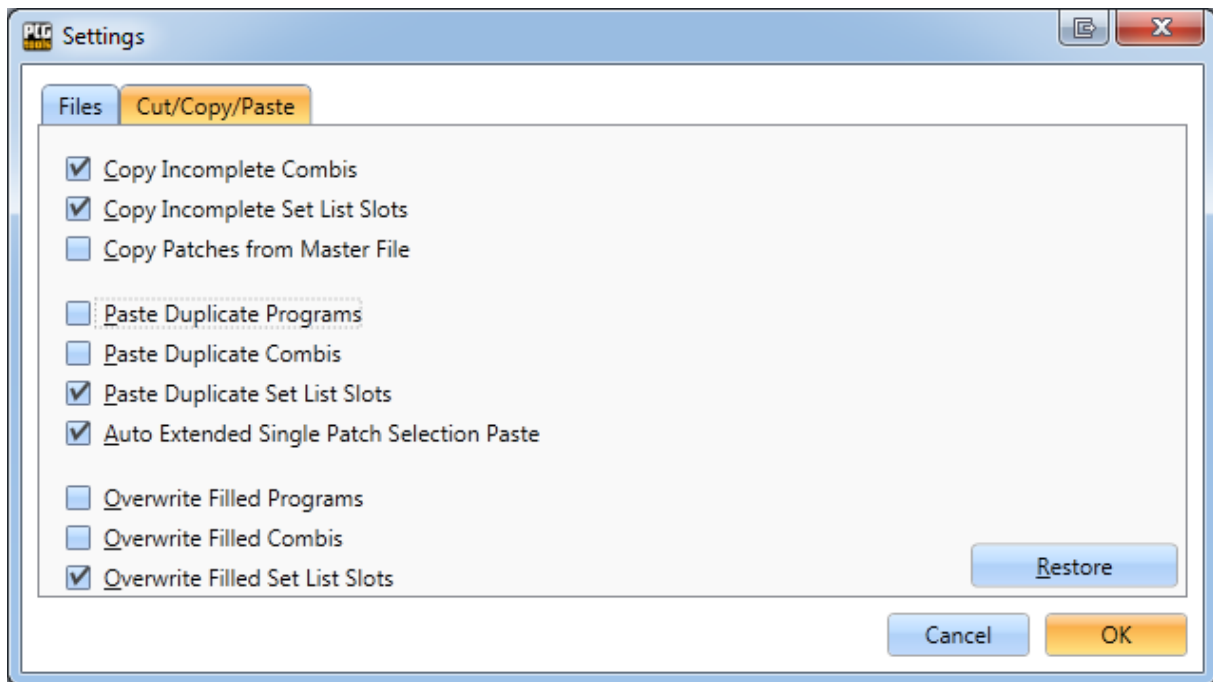 PCG
tools
Settings
Files
Cut/Copy/Paste
Copy Incomplete Combis
Copy Incomplete Set List Slots
Copy Patches from Master File
Paste Duplicate Programs
Paste Duplicate Combis
Paste Duplicate Set List Slots
Auto Extended Single Patch Selection Paste
Overwrite Filled Programs
Overwrite Filled Combis
Overwrite Filled Set List Slots
Restore
Cancel
OK